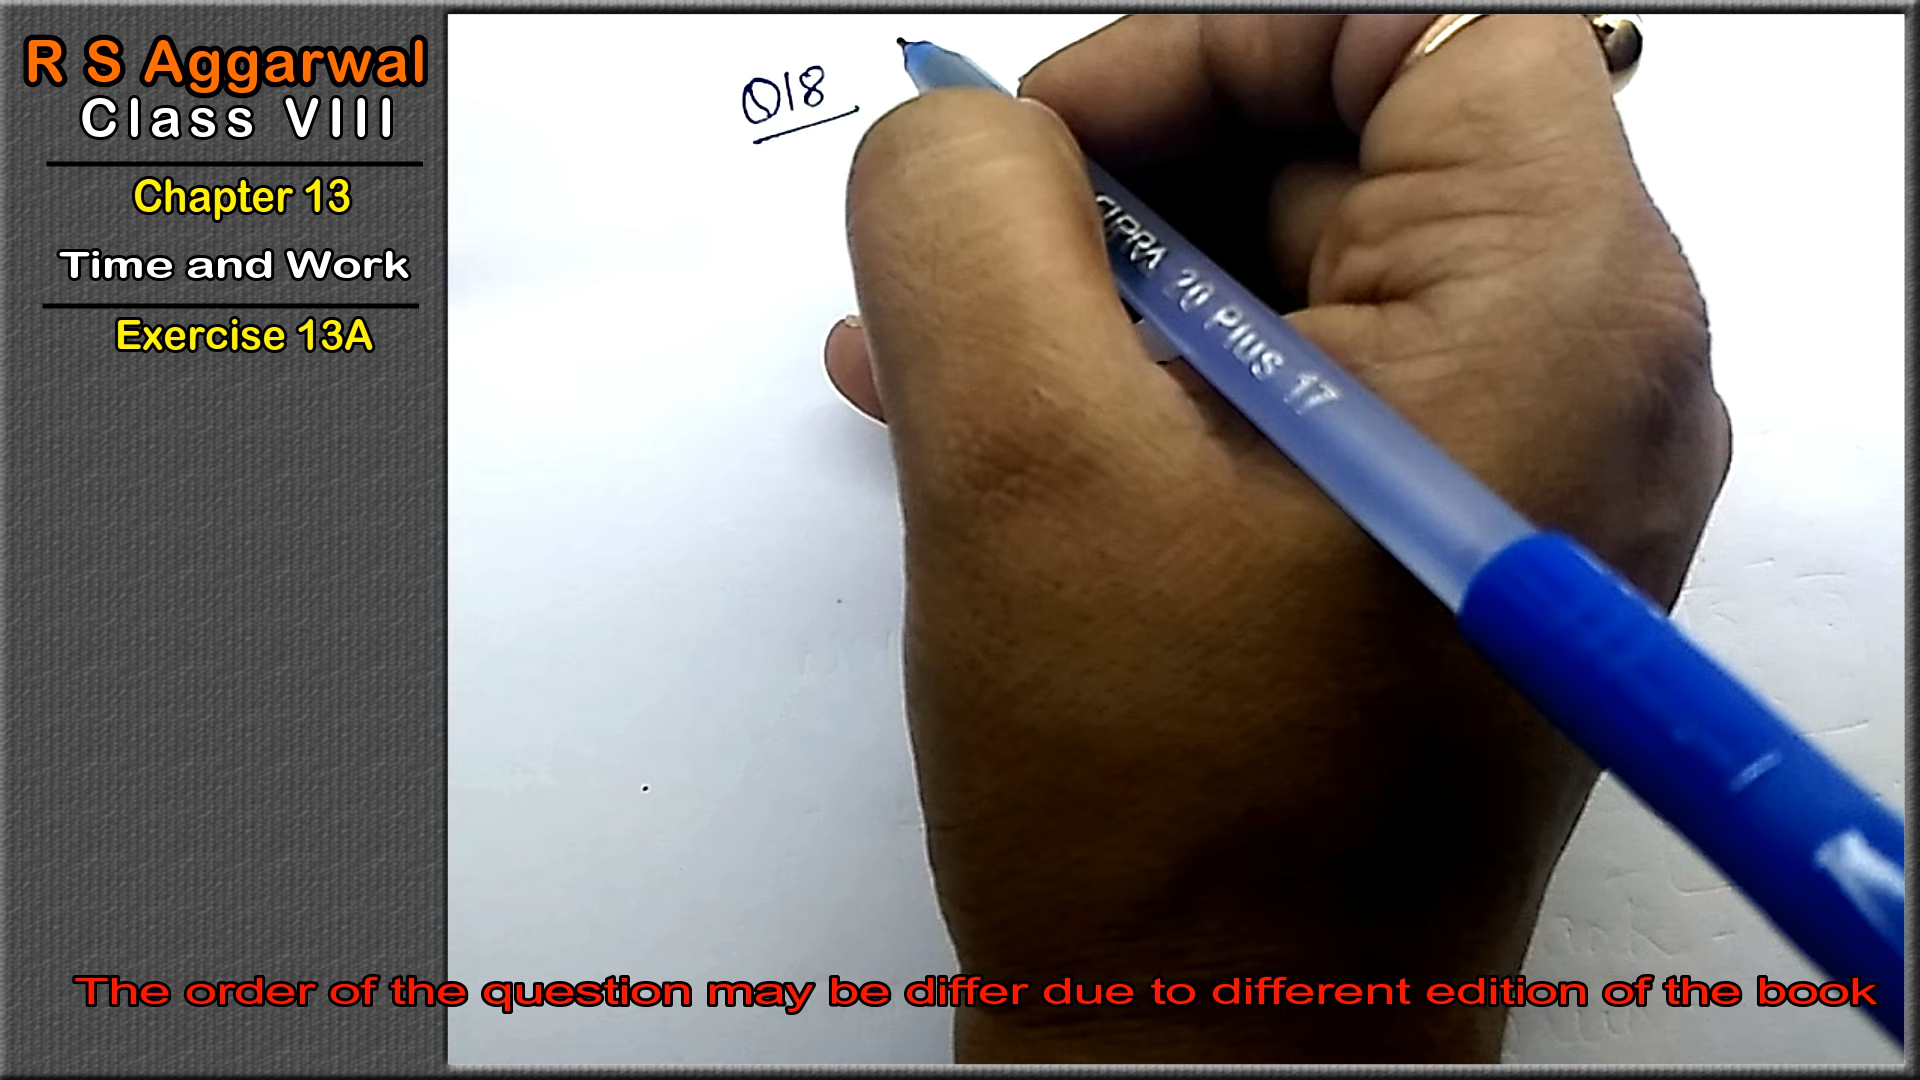 R S Aggarwal
Class VIII
Chapter 13
Time and Work
Exercise 13A
Q18
20 Plus 17
The order of the question may be differ due to different edition of the book